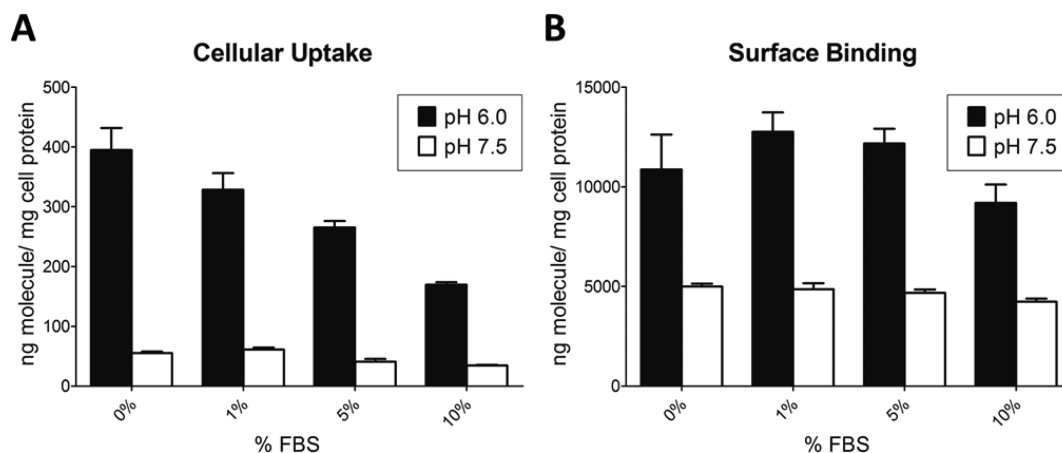 A
Cellular Uptake
500
400
300
200
100
0
ng molecule/ mg cell protein
pH 6.0
pH 7.5
0%
1%
5%
10%
% FBS
B
Surface Binding
15000
10000
5000
0
ng molecule/ mg cell protein
pH 6.0
pH 7.5
0%
1%
5%
10%
% FBS